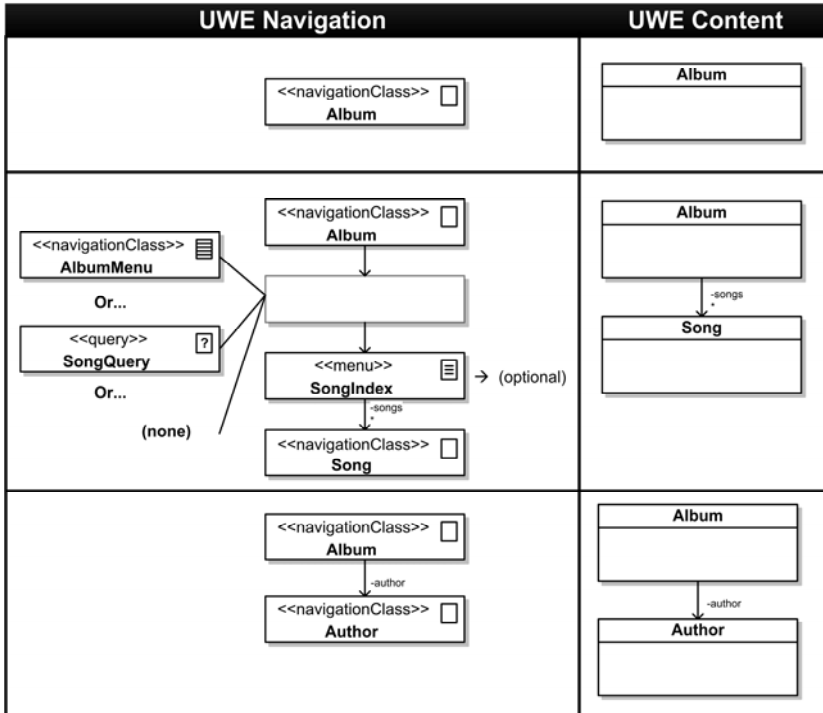 UWE Navigation
UWE Content
<<navigationClass>>
Album
Album
<<navigationClass>>
AlbumMenu
Or...
<<query>>
?
SongQuery
Or...
(none)
<<navigationClass>>
Album
<<menu>>
SongIndex
→ (optional)
-songs
*
<<navigationClass>>
Song
Album
-songs
*
Song
<<navigationClass>>
Album
-author
<<navigationClass>>
Author
Album
-author
Author